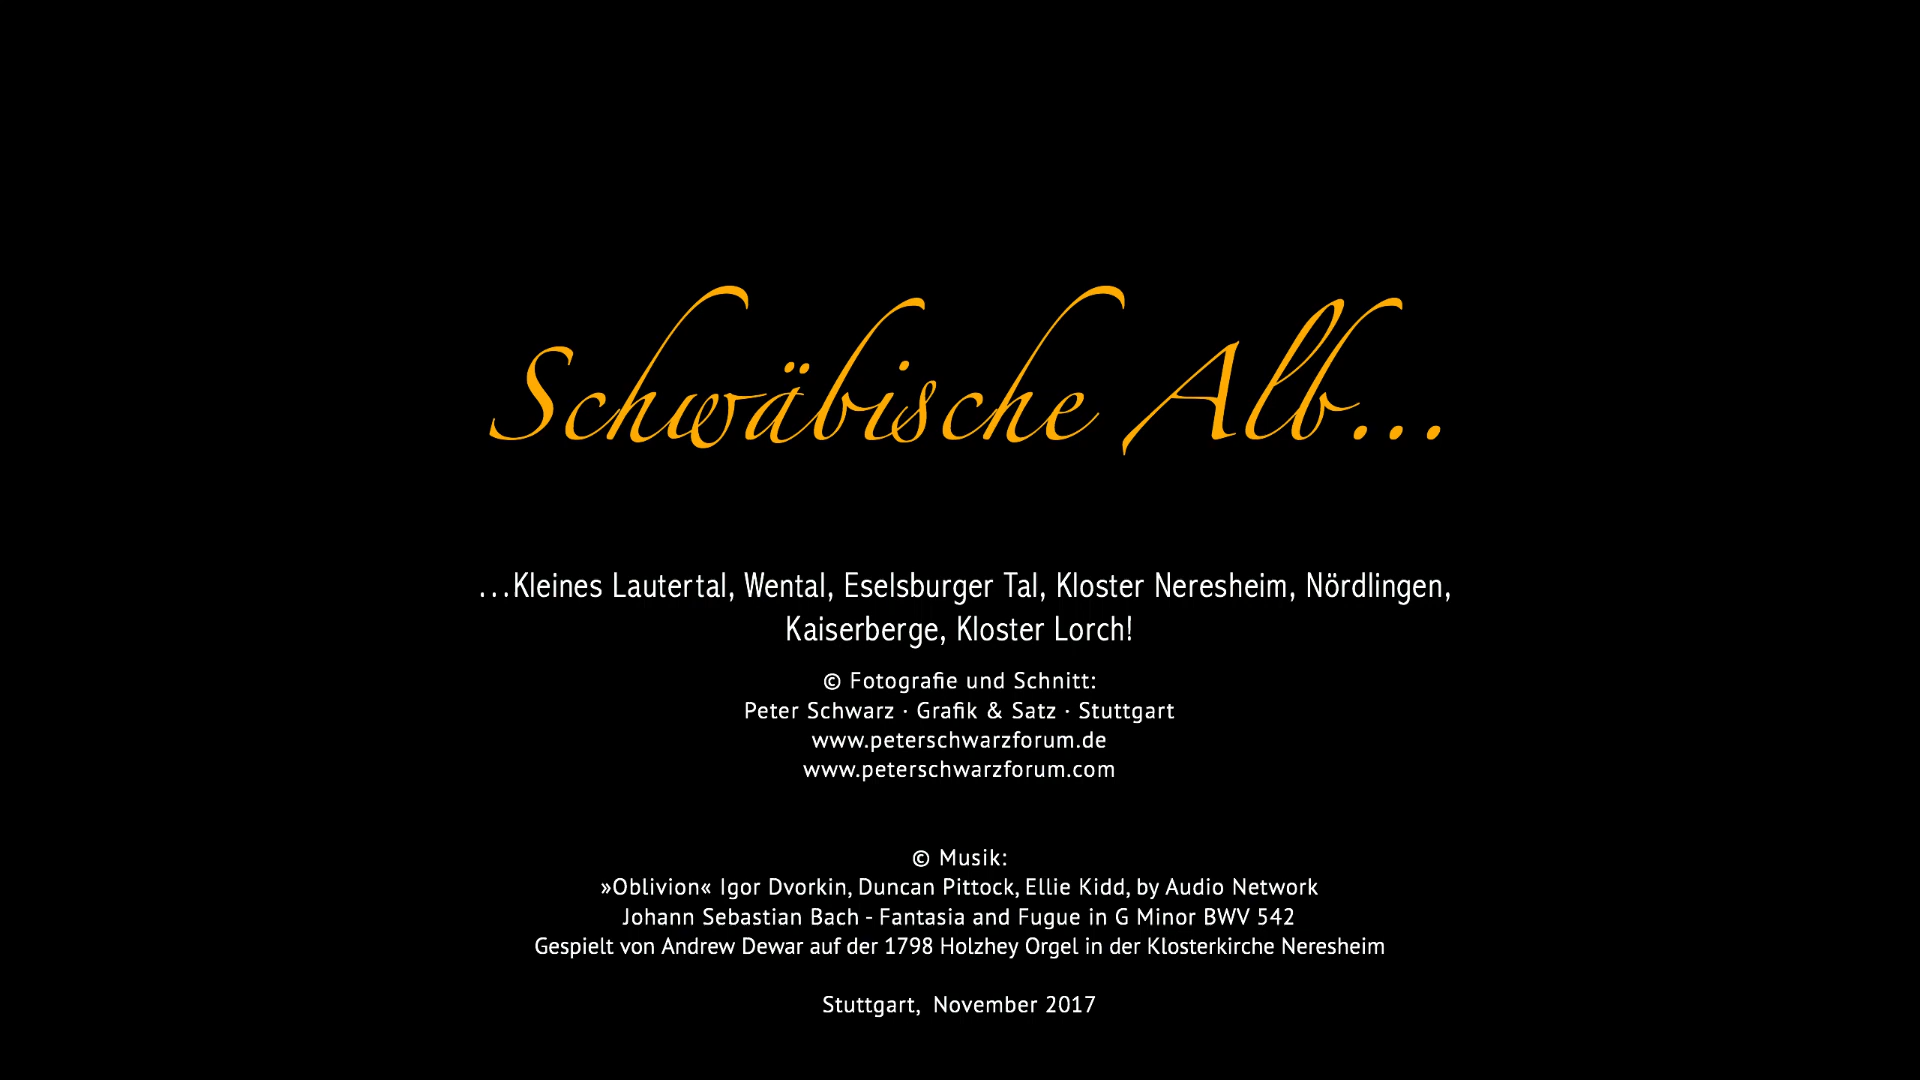 Schwäbische Alb...
...Kleines Lautertal, Wental, Eselsburger Tal, Kloster Neresheim, Nördlingen,
Kaiserberge, Kloster Lorch!
© Fotografie und Schnitt:
Peter Schwarz · Grafik & Satz · Stuttgart
www.peterschwarzforum.de
www.peterschwarzforum.com
© Musik:
»Oblivion« Igor Dvorkin, Duncan Pittock, Ellie Kidd, by Audio Network
Johann Sebastian Bach - Fantasia and Fugue in G Minor BWV 542
Gespielt von Andrew Dewar auf der 1798 Holzhey Orgel in der Klosterkirche Neresheim
Stuttgart, November 2017